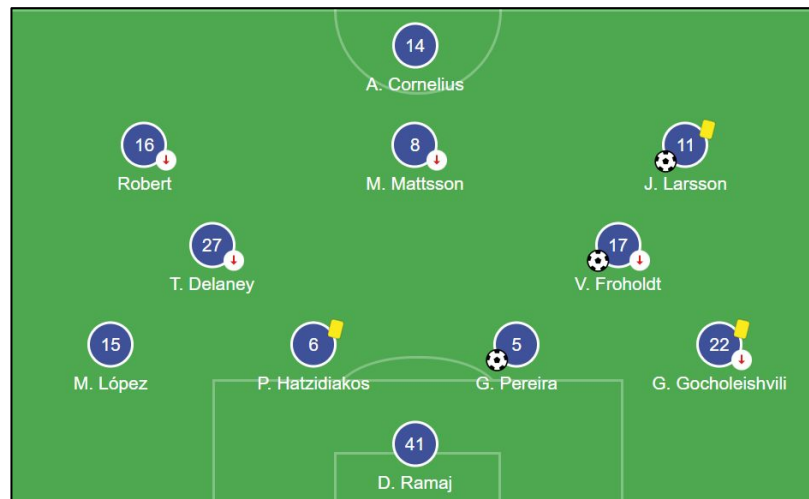 14
A. Cornelius
16
8
11
Robert
M. Mattsson
J. Larsson
27
17
T. Delaney
V. Froholdt
15
6
5
22
M. López
P. Hatzidiakos
G. Pereira
G. Gocholeishvili
41
D. Ramaj